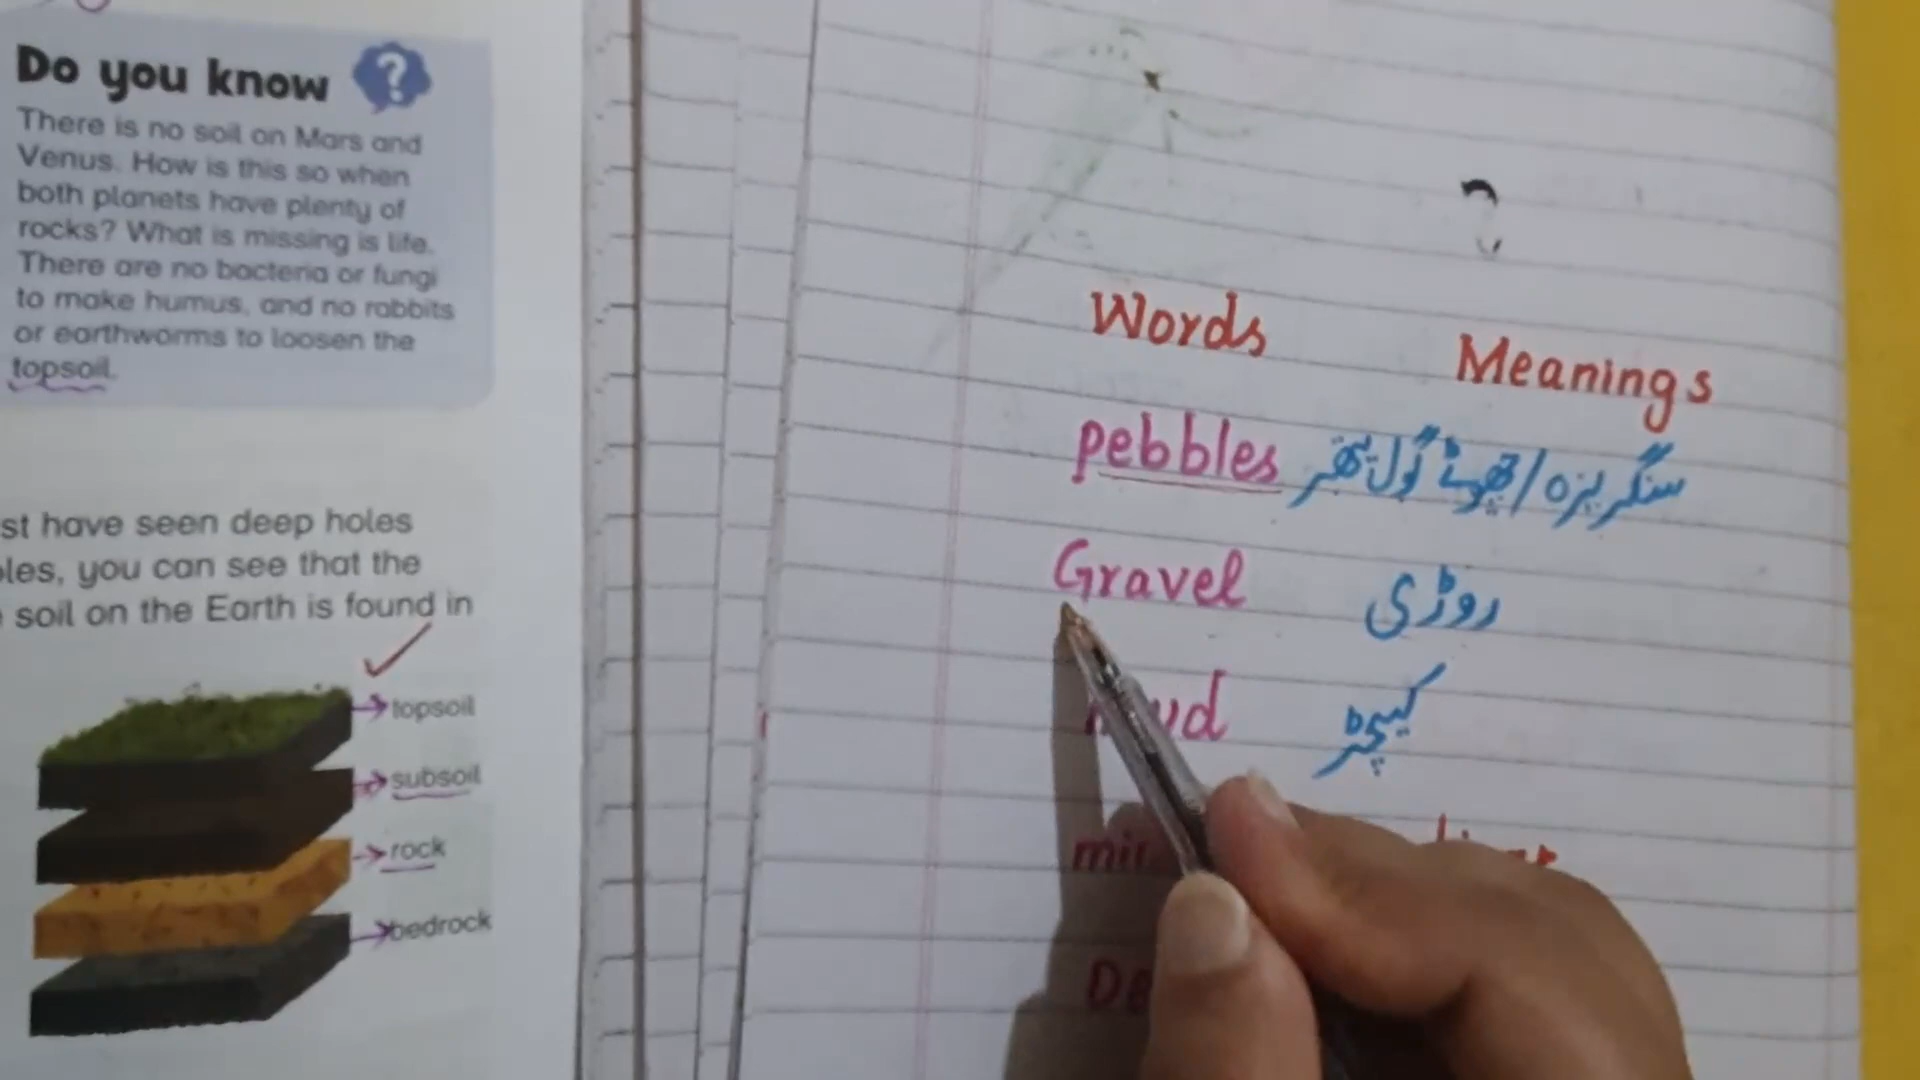 Do you know ?
There is no soil on Mars and
Venus. How is this so when
both planets have plenty of
rocks? What is missing is life.
There are no bacteria or fungi
to make humus, and no rabbits
or earthworms to loosen the
topsoil.
st have seen deep holes
les, you can see that the
soil on the Earth is found in
topsoil
subsoil
rock
bedrock
Words Meanings
pebbles سنگریزہ/چھوٹے گول پتھر
Gravel روڑی
کیچڑ